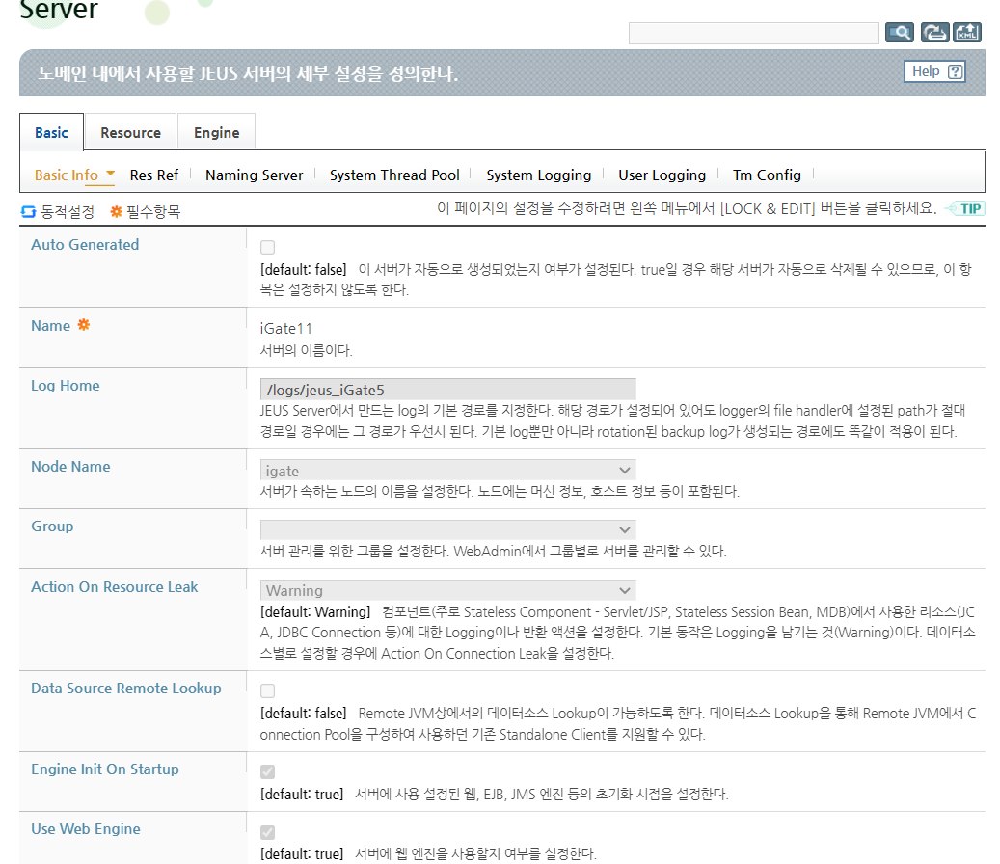 Server
XML
도메인 내에서 사용할 JEUS 서버의 세부 설정을 정의한다.
Help ?
Basic Resource Engine
Basic Info Res Ref Naming Server System Thread Pool System Logging User Logging Tm Config
동적설정 필수항목 이 페이지의 설정을 수정하려면 왼쪽 메뉴에서 [LOCK & EDIT] 버튼을 클릭하세요. TIP
Auto Generated
[default: false] 이 서버가 자동으로 생성되었는지 여부가 설정된다. true일 경우 해당 서버가 자동으로 삭제될 수 있으므로, 이 항
목은 설정하지 않도록 한다.
Name iGate11
서버의 이름이다.
Log Home /logs/jeus_iGate5
JEUS Server에서 만드는 log의 기본 경로를 지정한다. 해당 경로가 설정되어 있어도 logger의 file handler에 설정된 path가 절대
경로일 경우에는 그 경로가 우선시 된다. 기본 log뿐만 아니라 rotation된 backup log가 생성되는 경로에도 똑같이 적용이 된다.
Node Name igate
서버가 속하는 노드의 이름을 설정한다. 노드에는 머신 정보, 호스트 정보 등이 포함된다.
Group
서버 관리를 위한 그룹을 설정한다. WebAdmin에서 그룹별로 서버를 관리할 수 있다.
Action On Resource Leak Warning
[default: Warning] 컴포넌트(주로 Stateless Component - Servlet/JSP, Stateless Session Bean, MDB)에서 사용한 리소스(JC
A, JDBC Connection 등)에 대한 Logging이나 반환 액션을 설정한다. 기본 동작은 Logging을 남기는 것(Warning)이다. 데이터소
스별로 설정할 경우에 Action On Connection Leak을 설정한다.
Data Source Remote Lookup
[default: false] Remote JVM상에서의 데이터소스 Lookup이 가능하도록 한다. 데이터소스 Lookup을 통해 Remote JVM에서 C
onnection Pool을 구성하여 사용하던 기존 Standalone Client를 지원할 수 있다.
Engine Init On Startup
[default: true] 서버에 사용 설정된 웹, EJB, JMS 엔진 등의 초기화 시점을 설정한다.
Use Web Engine
[default: true] 서버에 웹 엔진을 사용할지 여부를 설정한다.